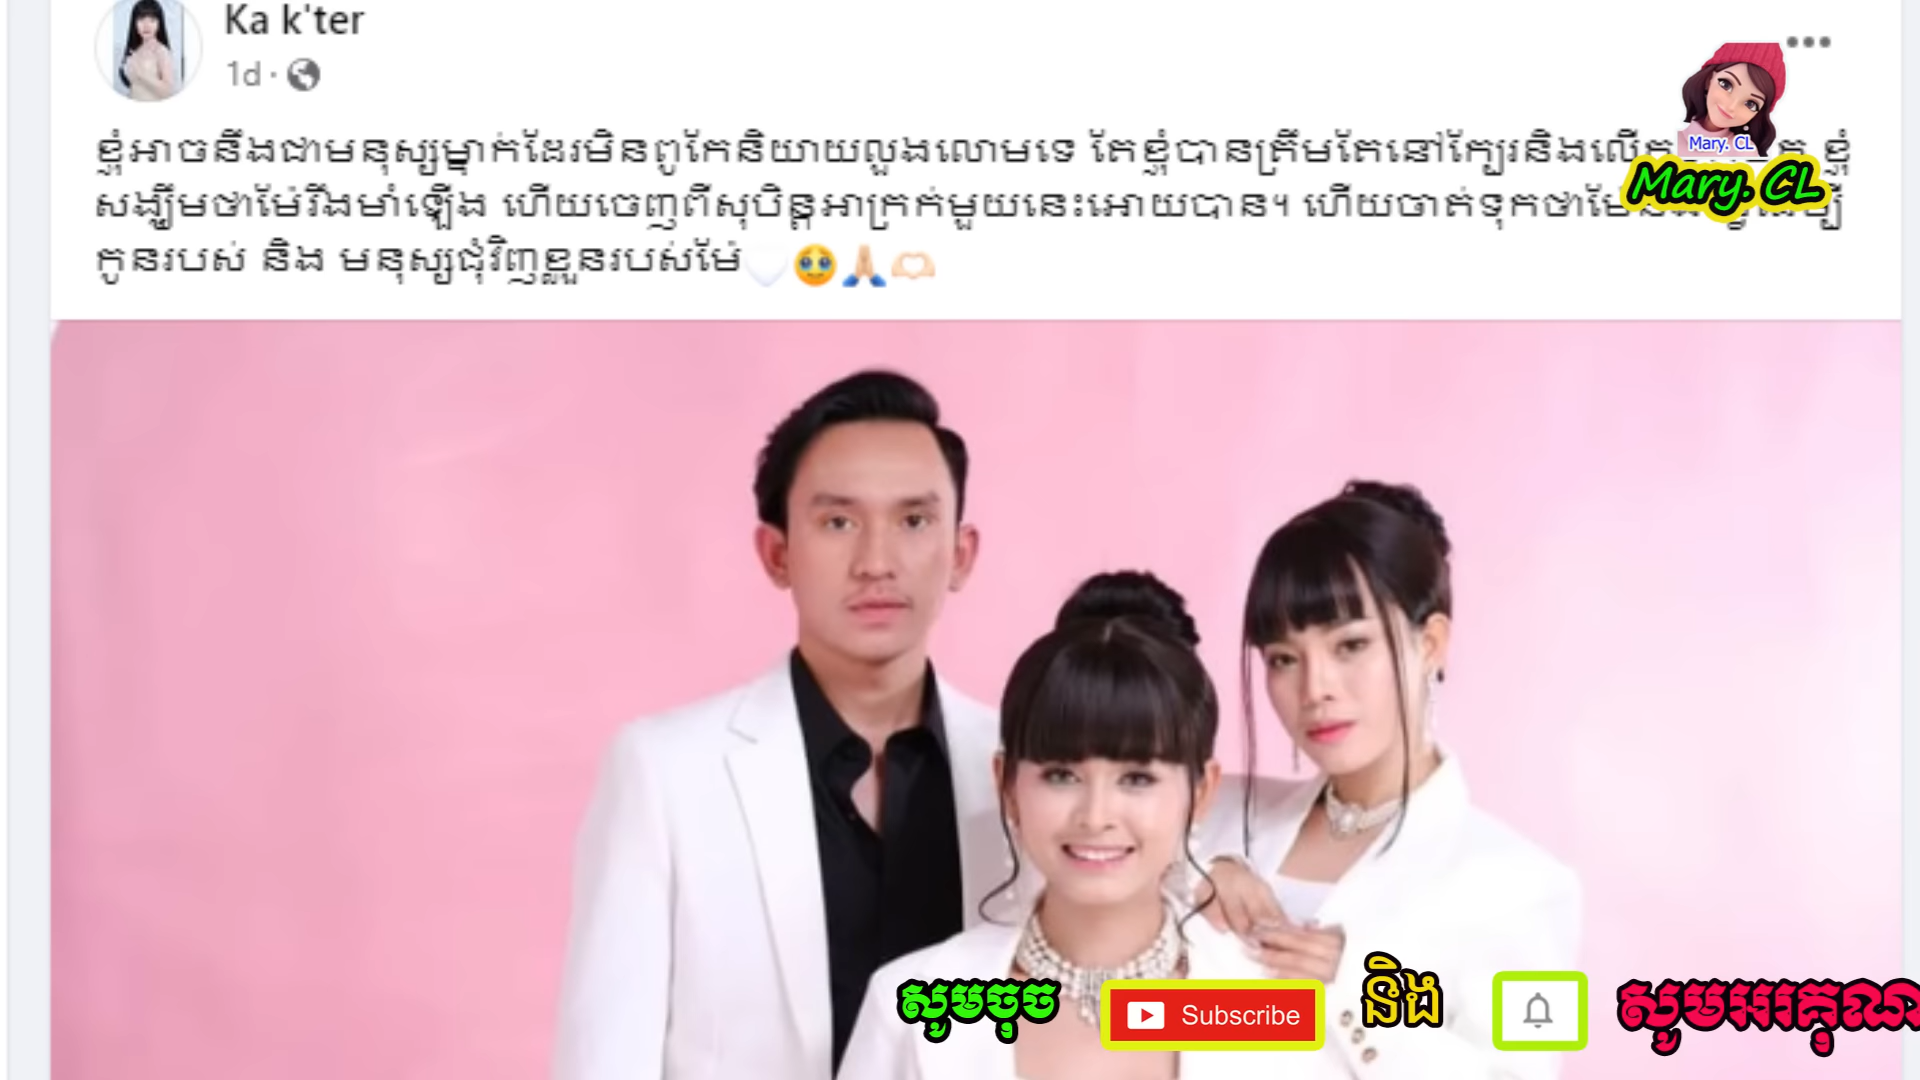 Ka k'ter
1d ·
ខ្ញុំអាចនឹងជាមនុស្សម្នាក់ដែរមិនពូកែនិយាយលួងលោមទេ តែខ្ញុំបានត្រឹមតែនៅក្បែរនិងលើក ខ្ញុំ
សង្ឃឹមថាម៉ែរឹងមាំឡើង ហើយចេញពីសុបិន្តអាក្រក់មួយនេះអោយបាន។ ហើយចាត់ទុកថាម៉ែ
កូនរបស់ និង មនុស្សជុំវិញខ្លួនរបស់ម៉ែ🤍🥹🙏🏻🫶🏻
Mary. CL
Mary. CL
សូមចុច Subscribe និង សូមអរគុណ